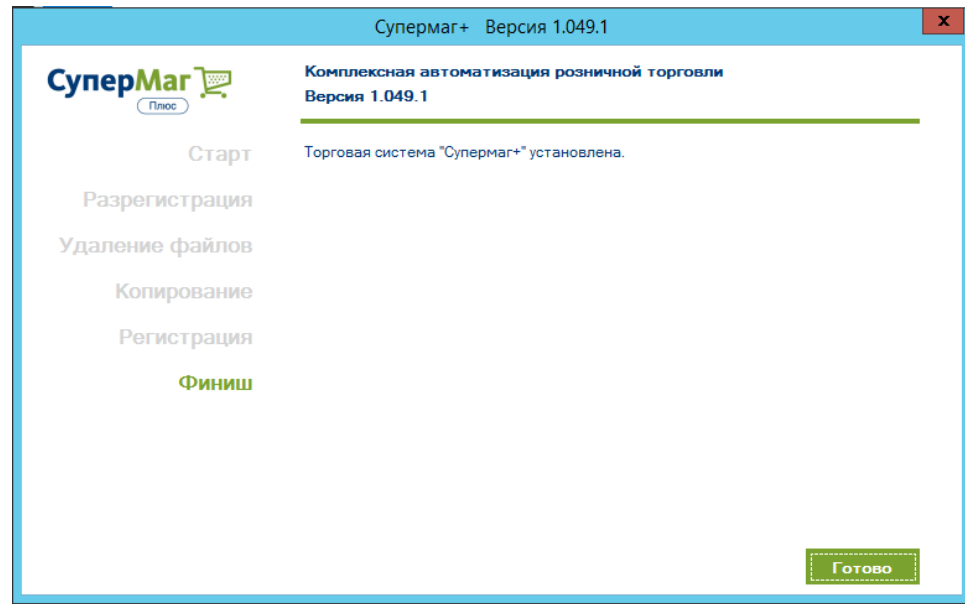 Супермаг+ Версия 1.049.1
x
СуперМаг
Плюс
Комплексная автоматизация розничной торговли
Версия 1.049.1
Старт
Торговая система "Супермаг+" установлена.
Разрегистрация
Удаление файлов
Копирование
Регистрация
Финиш
Готово